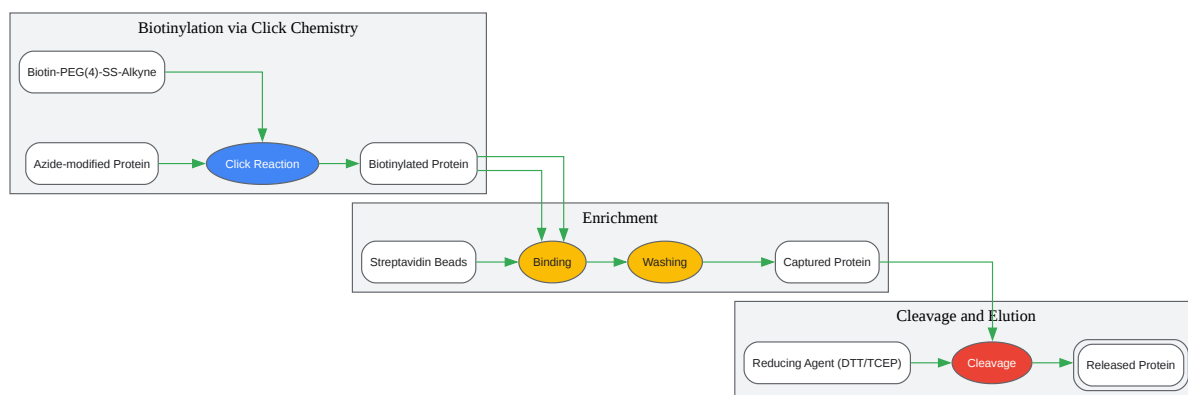 Biotinylation via Click Chemistry
Biotin-PEG(4)-SS-Alkyne
Azide-modified Protein
Click Reaction
Biotinylated Protein
Enrichment
Streptavidin Beads
Binding
Washing
Captured Protein
Cleavage and Elution
Reducing Agent (DTT/TCEP)
Cleavage
Released Protein